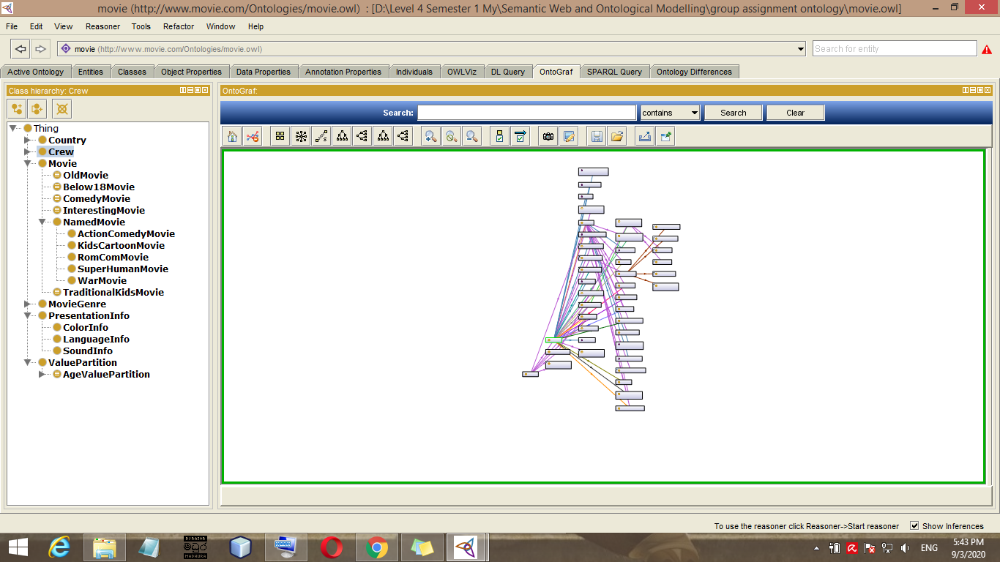 movie (http://www.movie.com/Ontologies/movie.owl) : [D:\Level 4 Semester 1 My\Semantic Web and Ontological Modelling\group assignment ontology\movie.owl]
File Edit View Reasoner Tools Refactor Window Help
movie (http://www.movie.com/Ontologies/movie.owl)
Search for entity
Active Ontology Entities Classes Object Properties Data Properties Annotation Properties Individuals OWLViz DL Query OntoGraf SPARQL Query Ontology Differences
Class hierarchy: Crew
OntoGraf:
Search: contains Search Clear
Thing
Country
Crew
Movie
OldMovie
Below18Movie
ComedyMovie
InterestingMovie
NamedMovie
ActionComedyMovie
KidsCartoonMovie
RomComMovie
SuperHumanMovie
WarMovie
TraditionalKidsMovie
MovieGenre
PresentationInfo
ColorInfo
LanguageInfo
SoundInfo
ValuePartition
AgeValuePartition
To use the reasoner click Reasoner->Start reasoner Show Inferences
DJ RAZOR
මධුර
MADHURA
ENG
5:43 PM
9/3/2020